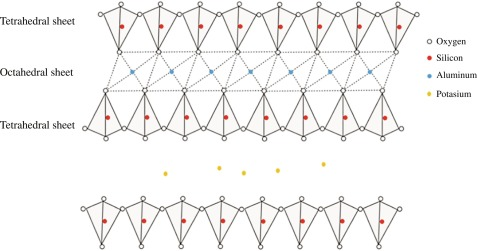 Tetrahedral sheet
Octahedral sheet
Tetrahedral sheet
Oxygen
Silicon
Aluminum
Potasium